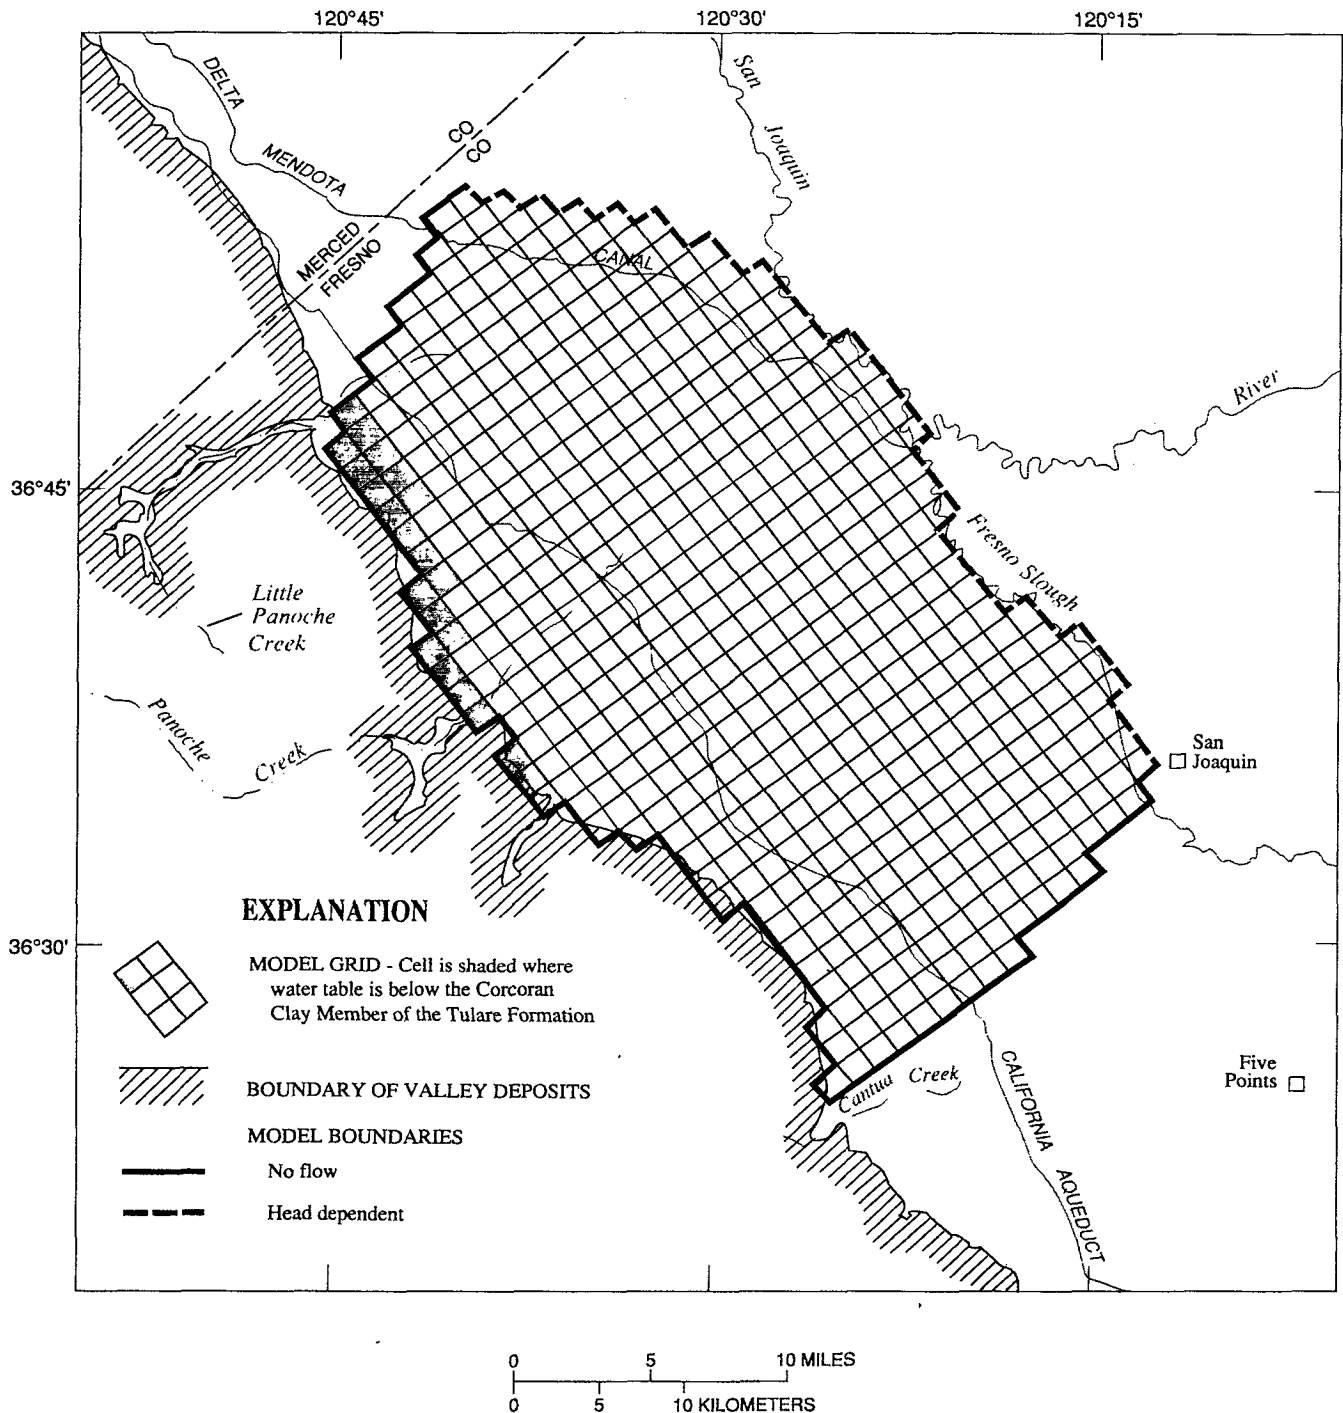 120°45'
120°30'
120°15'
DELTA
MENDOTA
CANAL
San
Joaquin
River
CO
CO
MERCED
FRESNO
36°45'
Fresno Slough
Little
Panoche
Creek
Panoche
Creek
San
Joaquin
EXPLANATION
36°30'
MODEL GRID - Cell is shaded where
water table is below the Corcoran
Clay Member of the Tulare Formation
BOUNDARY OF VALLEY DEPOSITS
MODEL BOUNDARIES
No flow
Head dependent
Cantua Creek
CALIFORNIA AQUEDUCT
Five
Points
0 5 10 MILES
0 5 10 KILOMETERS